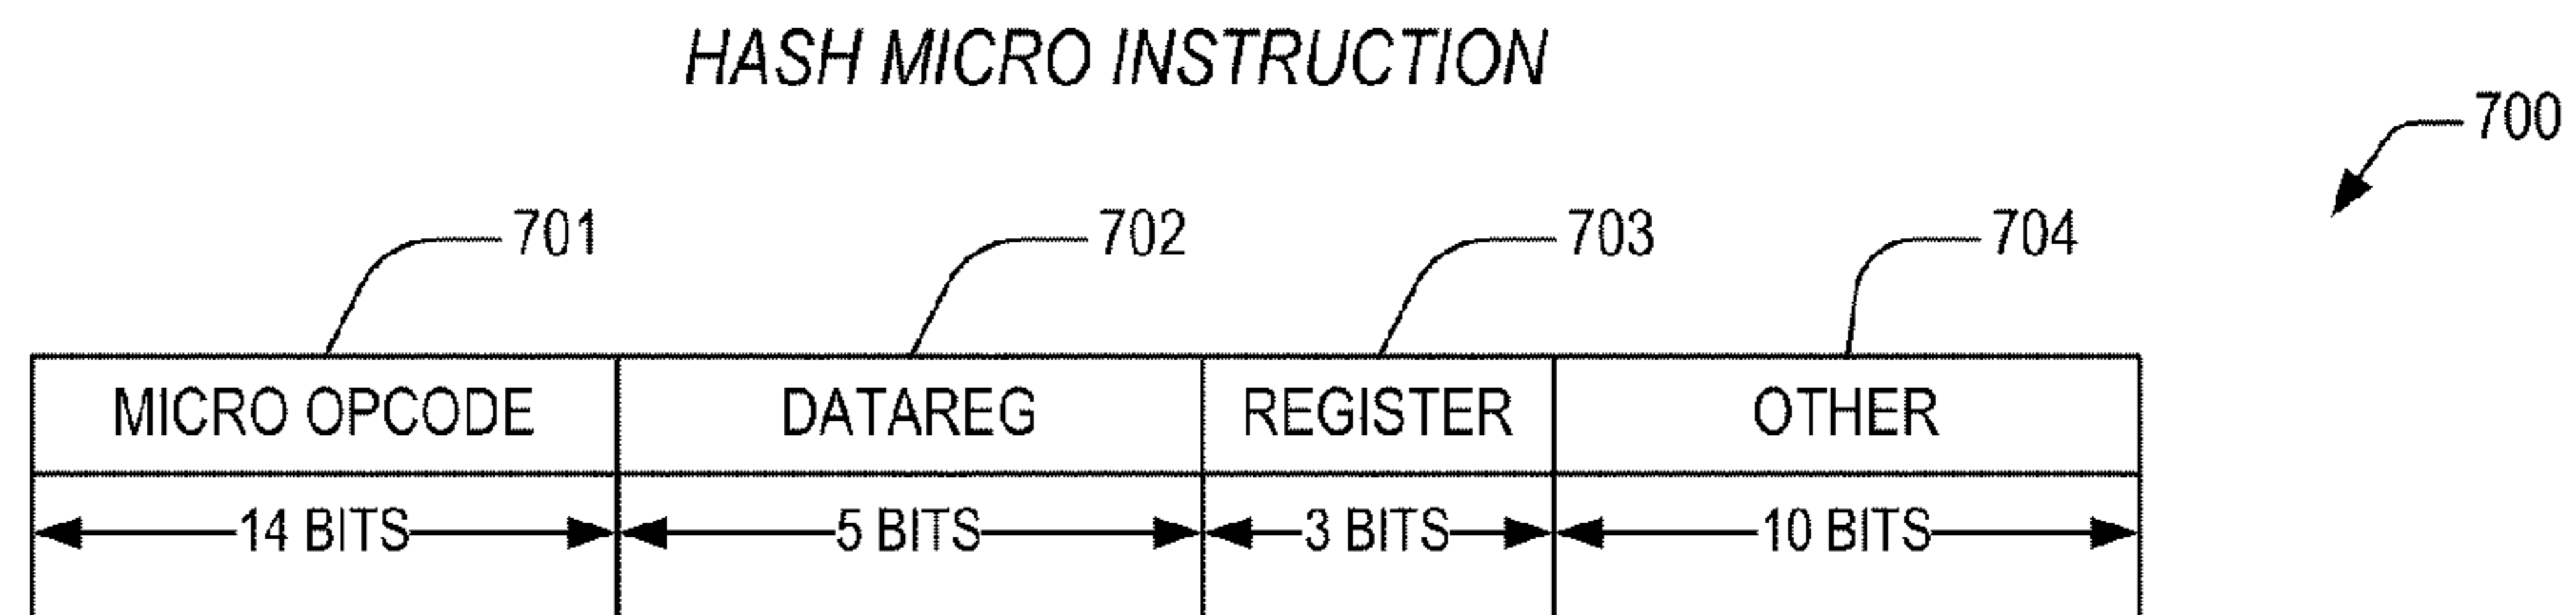 HASH MICRO INSTRUCTION
700
701 702 703 704
MICRO OPCODE DATAREG REGISTER OTHER
14 BITS 5 BITS 3 BITS 10 BITS